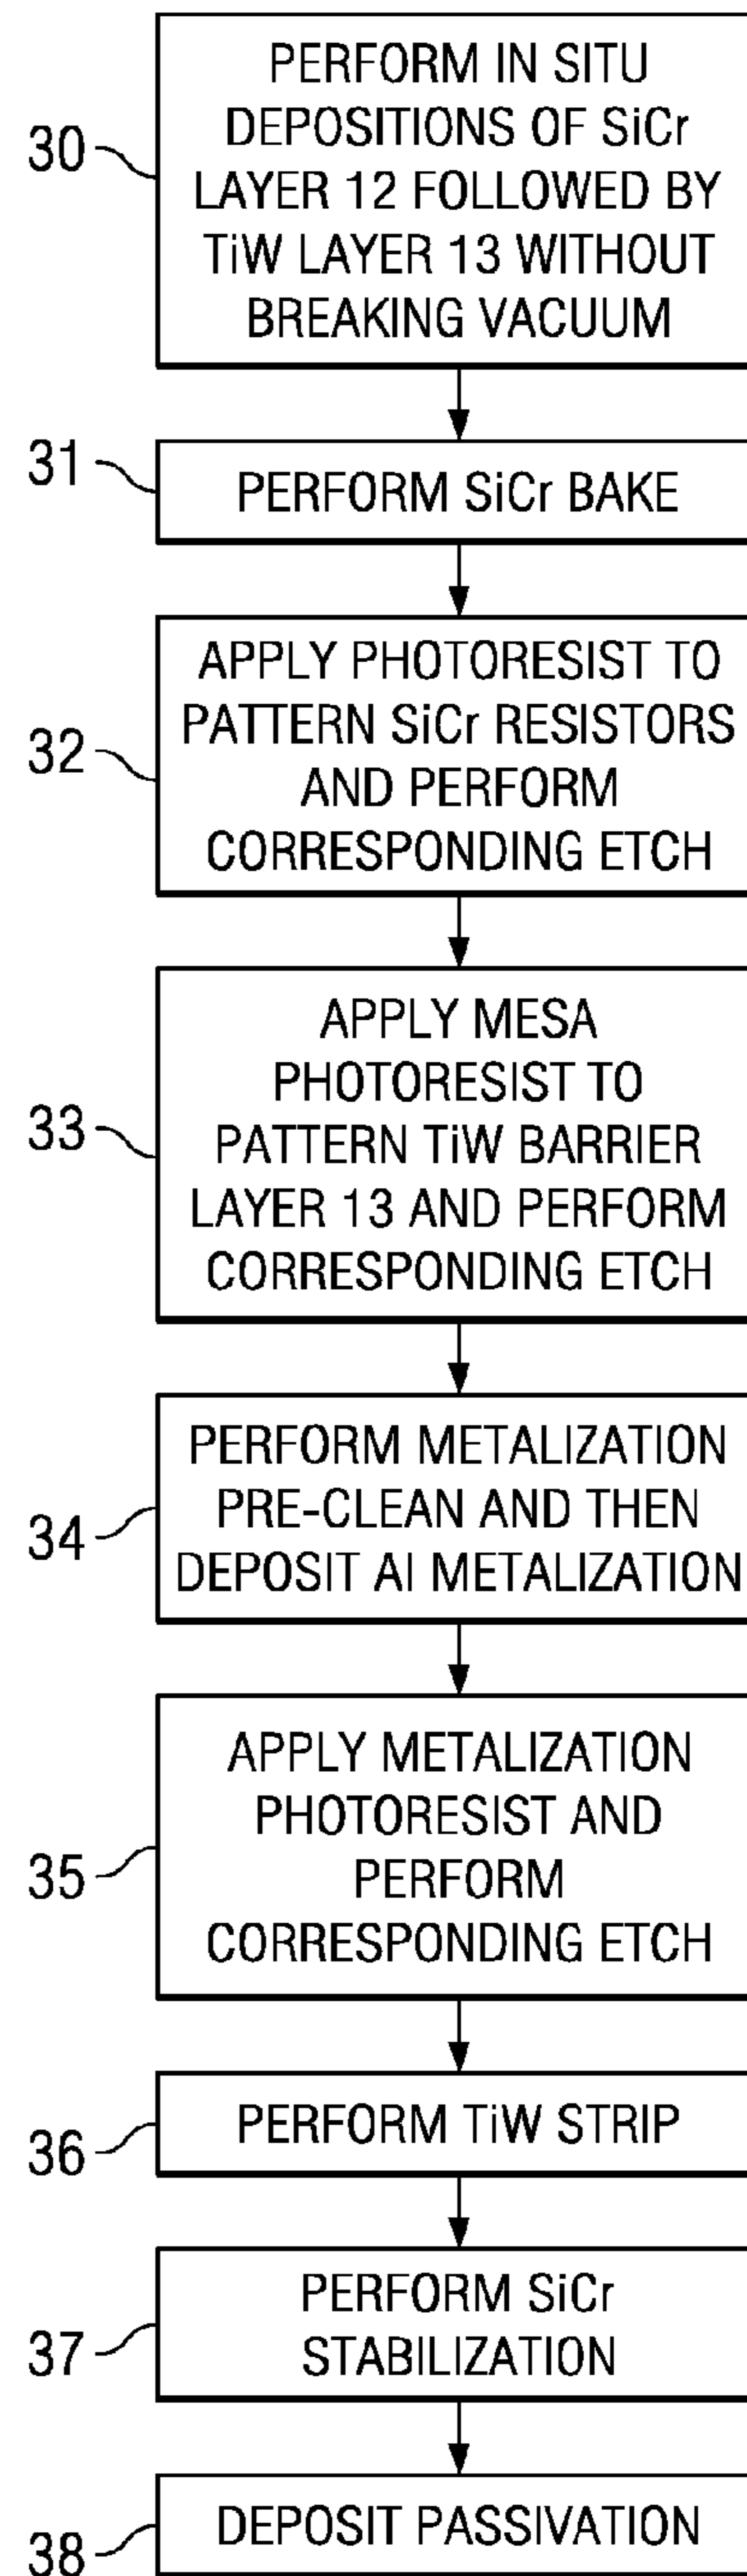 30
PERFORM IN SITU
DEPOSITIONS OF SiCr
LAYER 12 FOLLOWED BY
TiW LAYER 13 WITHOUT
BREAKING VACUUM
31
PERFORM SiCr BAKE
32
APPLY PHOTORESIST TO
PATTERN SiCr RESISTORS
AND PERFORM
CORRESPONDING ETCH
33
APPLY MESA
PHOTORESIST TO
PATTERN TiW BARRIER
LAYER 13 AND PERFORM
CORRESPONDING ETCH
34
PERFORM METALIZATION
PRE-CLEAN AND THEN
DEPOSIT Al METALIZATION
35
APPLY METALIZATION
PHOTORESIST AND
PERFORM
CORRESPONDING ETCH
36
PERFORM TiW STRIP
37
PERFORM SiCr
STABILIZATION
38
DEPOSIT PASSIVATION